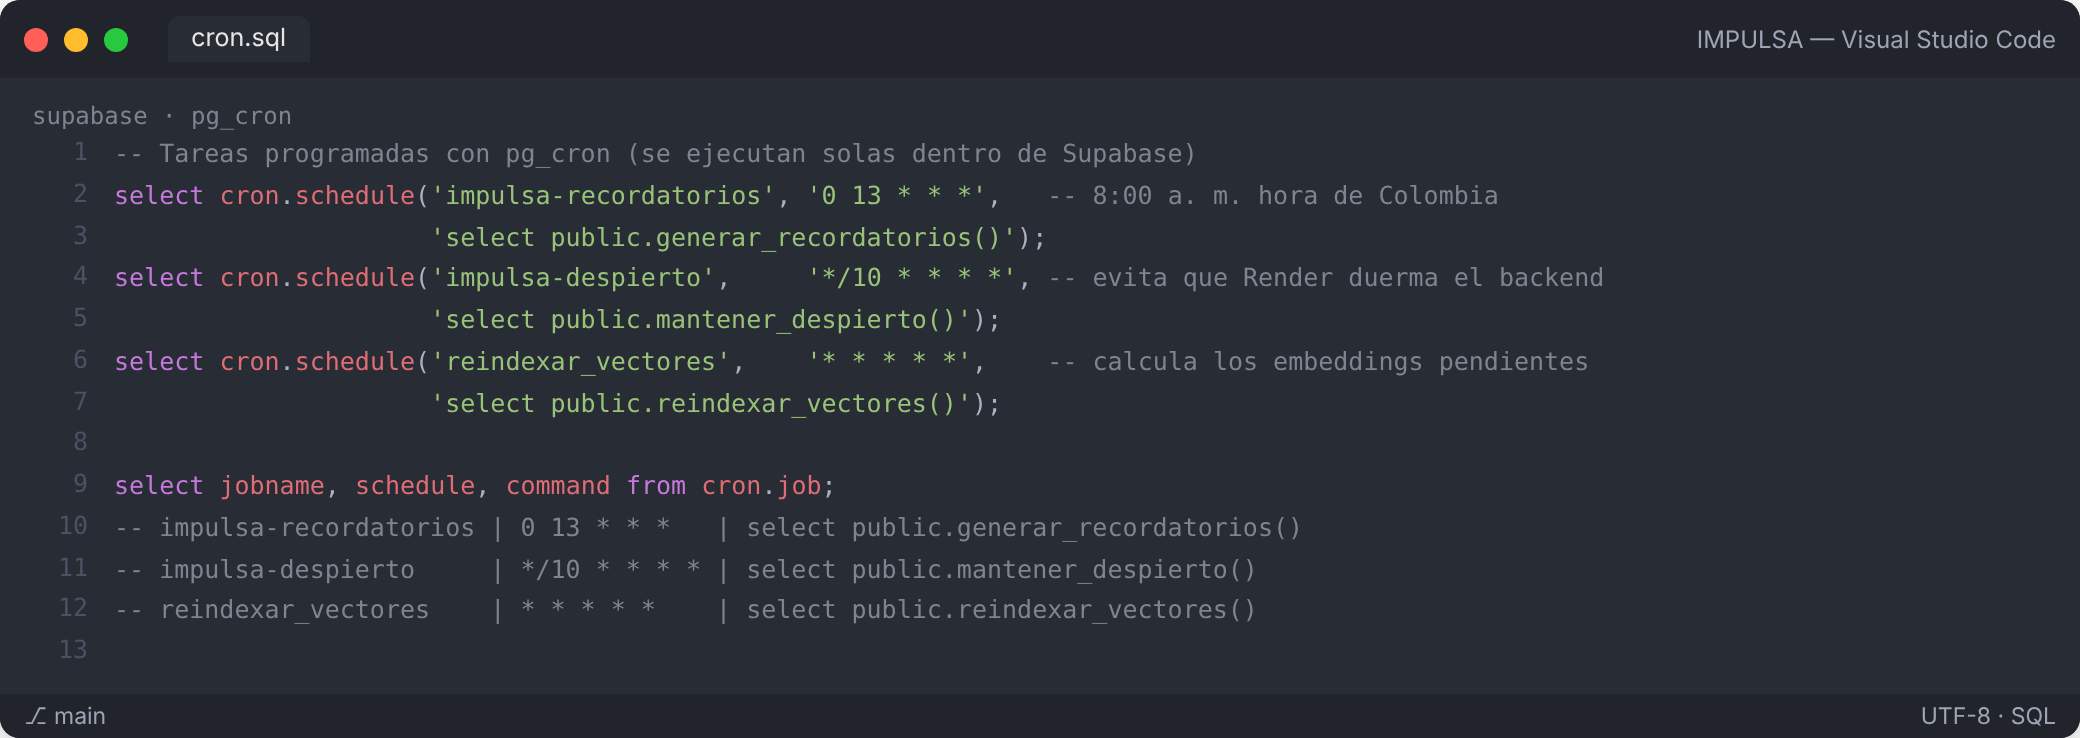 cron.sql
IMPULSA — Visual Studio Code
supabase · pg_cron
1 -- Tareas programadas con pg_cron (se ejecutan solas dentro de Supabase)
2 select cron.schedule('impulsa-recordatorios', '0 13 * * *',   -- 8:00 a. m. hora de Colombia
3                      'select public.generar_recordatorios()');
4 select cron.schedule('impulsa-despierto',     '*/10 * * * *', -- evita que Render duerma el backend
5                      'select public.mantener_despierto()');
6 select cron.schedule('reindexar_vectores',    '* * * * *',    -- calcula los embeddings pendientes
7                      'select public.reindexar_vectores()');
8
9 select jobname, schedule, command from cron.job;
10 -- impulsa-recordatorios | 0 13 * * *   | select public.generar_recordatorios()
11 -- impulsa-despierto     | */10 * * * * | select public.mantener_despierto()
12 -- reindexar_vectores    | * * * * *    | select public.reindexar_vectores()
13
⎇ main
UTF-8 · SQL